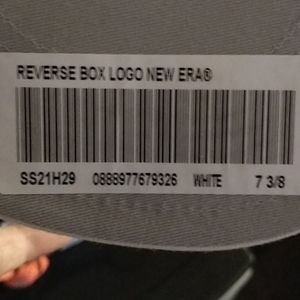 REVERSE BOX LOGO NEW ERA®
SS21H29 0888977679326 WHITE 7 3/8